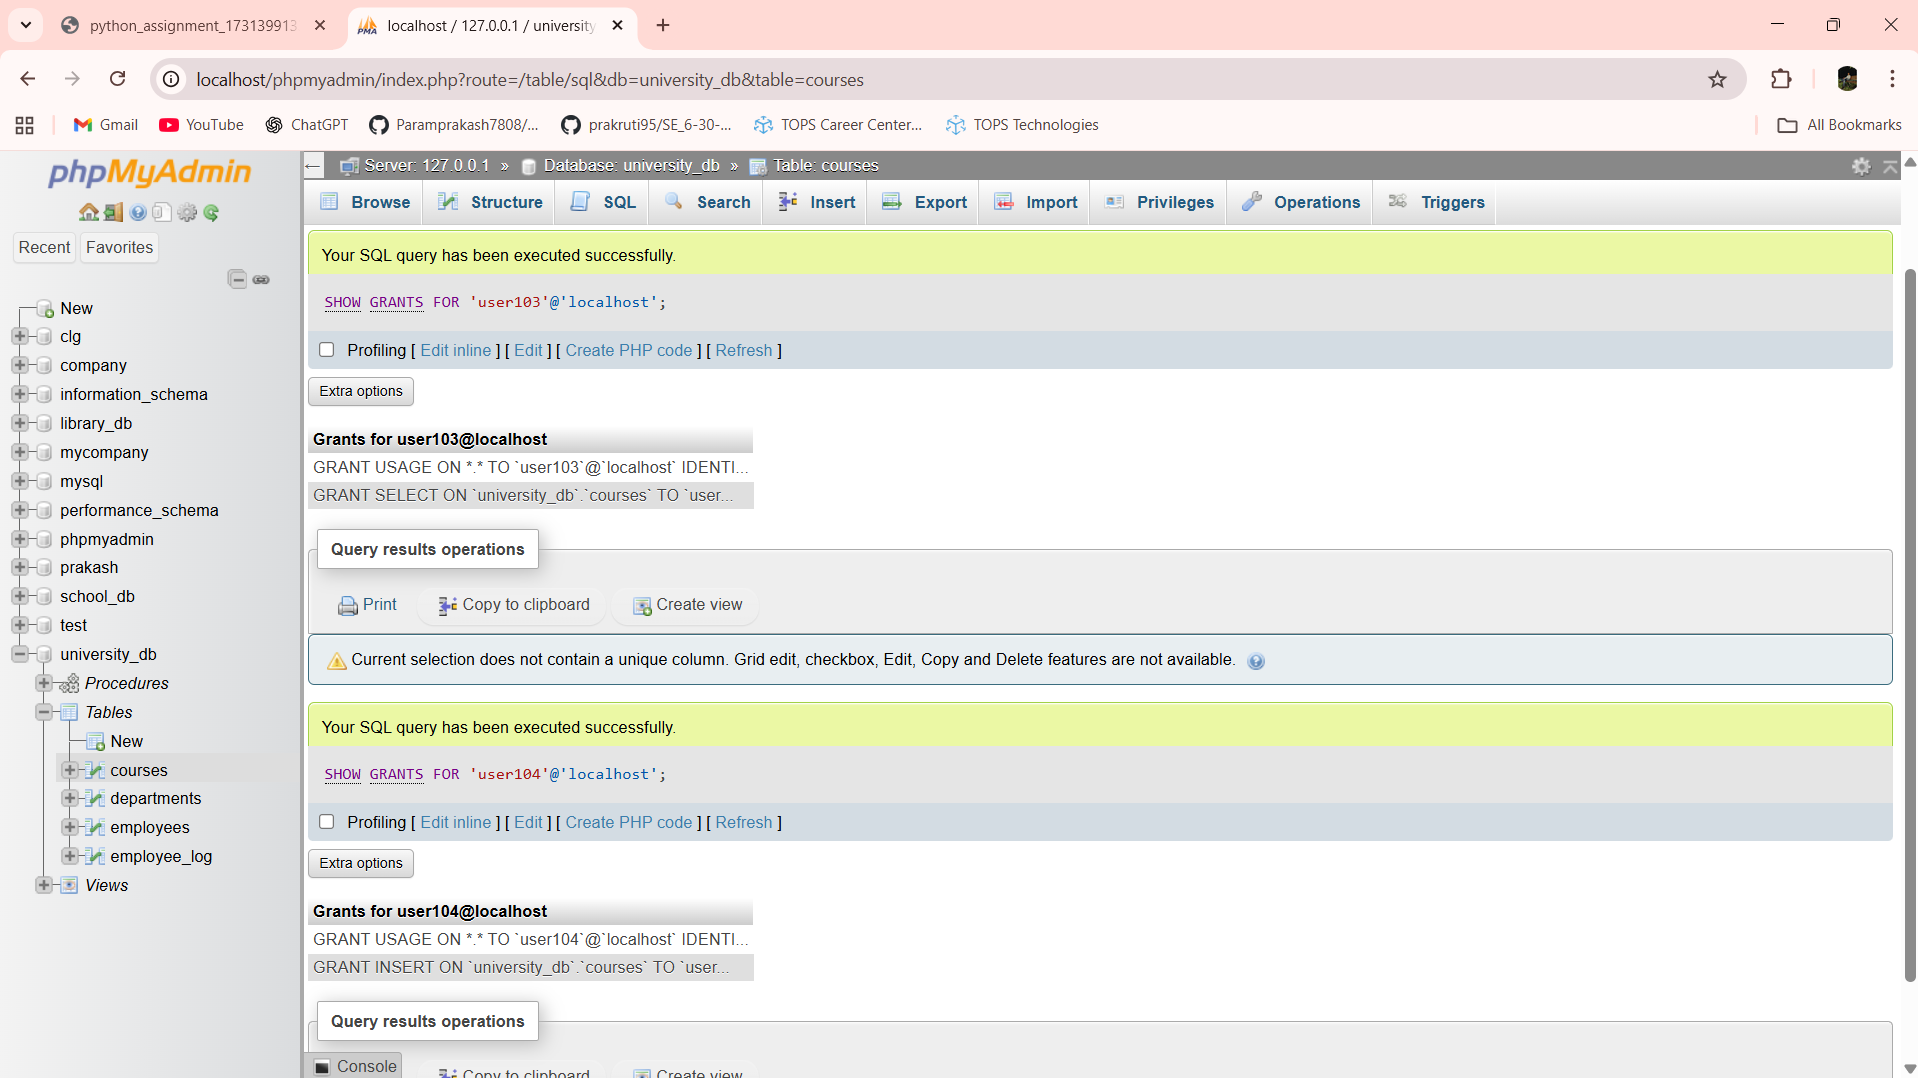 python_assignment_173139913
localhost / 127.0.0.1 / university
localhost/phpmyadmin/index.php?route=/table/sql&db=university_db&table=courses
Gmail
YouTube
ChatGPT
Paramprakash7808/...
prakruti95/SE_6-30-...
TOPS Career Center...
TOPS Technologies
All Bookmarks
phpMyAdmin
Recent
Favorites
New
clg
company
information_schema
library_db
mycompany
mysql
performance_schema
phpmyadmin
prakash
school_db
test
university_db
Procedures
Tables
New
courses
departments
employees
employee_log
Views
Server: 127.0.0.1 » Database: university_db » Table: courses
Browse
Structure
SQL
Search
Insert
Export
Import
Privileges
Operations
Triggers
Your SQL query has been executed successfully.
SHOW GRANTS FOR 'user103'@'localhost';
Profiling [ Edit inline ] [ Edit ] [ Create PHP code ] [ Refresh ]
Extra options
Grants for user103@localhost
GRANT USAGE ON *.* TO `user103`@`localhost` IDENTI...
GRANT SELECT ON `university_db`.`courses` TO `user...
Query results operations
Print
Copy to clipboard
Create view
Current selection does not contain a unique column. Grid edit, checkbox, Edit, Copy and Delete features are not available.
Your SQL query has been executed successfully.
SHOW GRANTS FOR 'user104'@'localhost';
Profiling [ Edit inline ] [ Edit ] [ Create PHP code ] [ Refresh ]
Extra options
Grants for user104@localhost
GRANT USAGE ON *.* TO `user104`@`localhost` IDENTI...
GRANT INSERT ON `university_db`.`courses` TO `user...
Query results operations
Console
Copy to clipboard
Create view